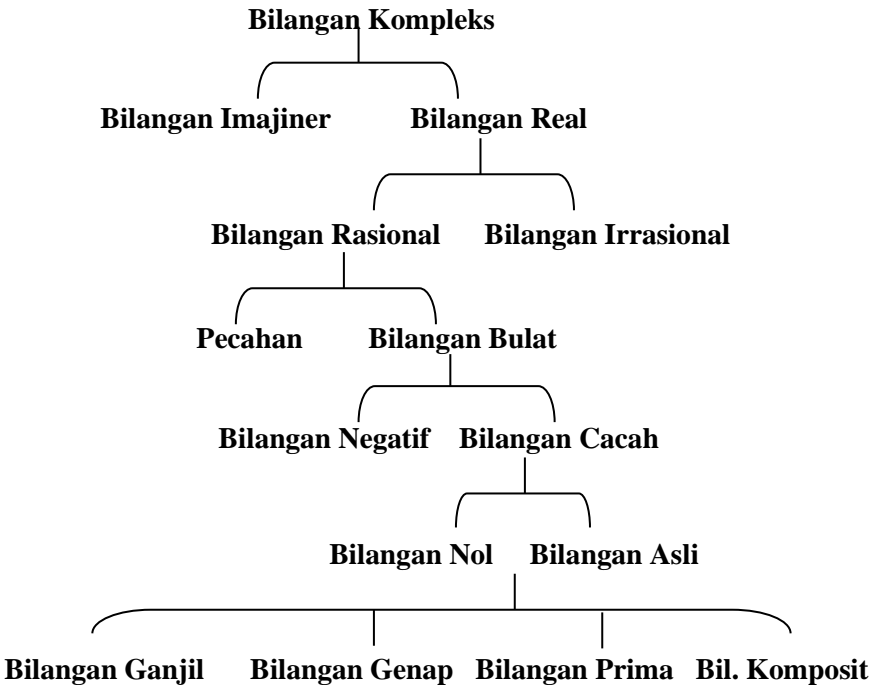 Bilangan Kompleks
Bilangan Imajiner Bilangan Real
Bilangan Rasional Bilangan Irrasional
Pecahan Bilangan Bulat
Bilangan Negatif Bilangan Cacah
Bilangan Nol Bilangan Asli
Bilangan Ganjil Bilangan Genap Bilangan Prima Bil. Komposit